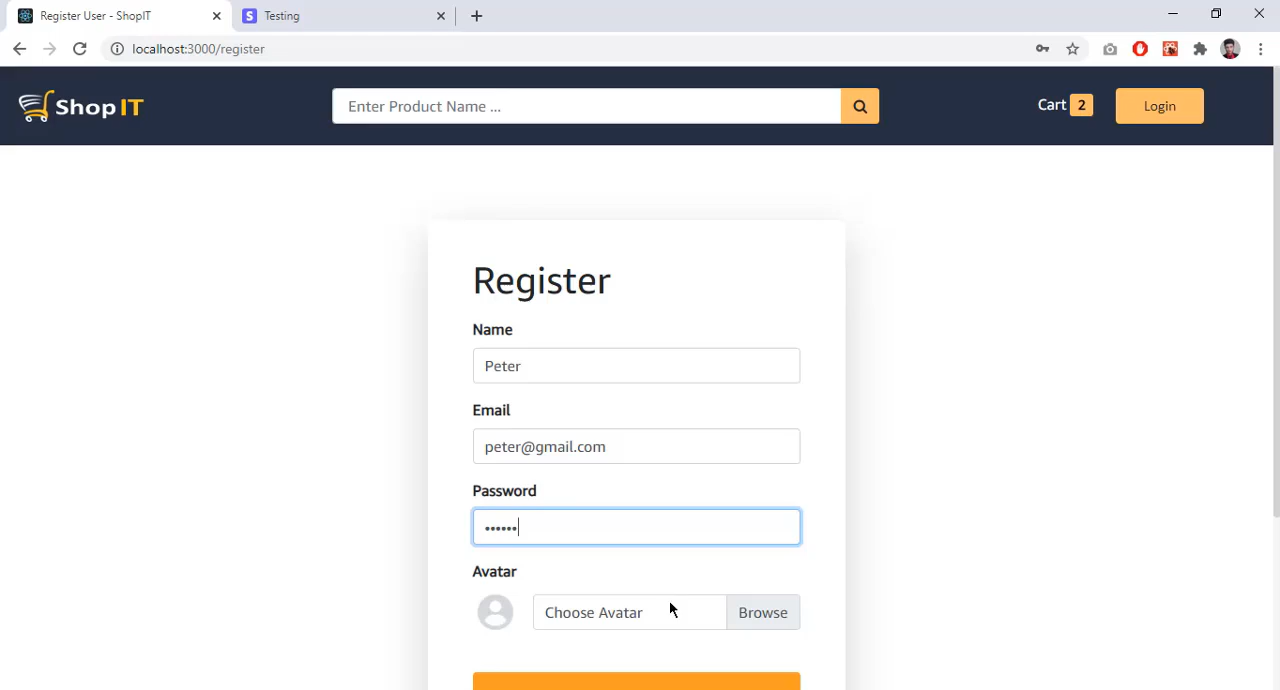 Register User - ShopIT
S Testing
localhost:3000/register
ShopIT
Enter Product Name ...
Cart 2
Login
Register
Name
Peter
Email
peter@gmail.com
Password
••••••
Avatar
Choose Avatar
Browse